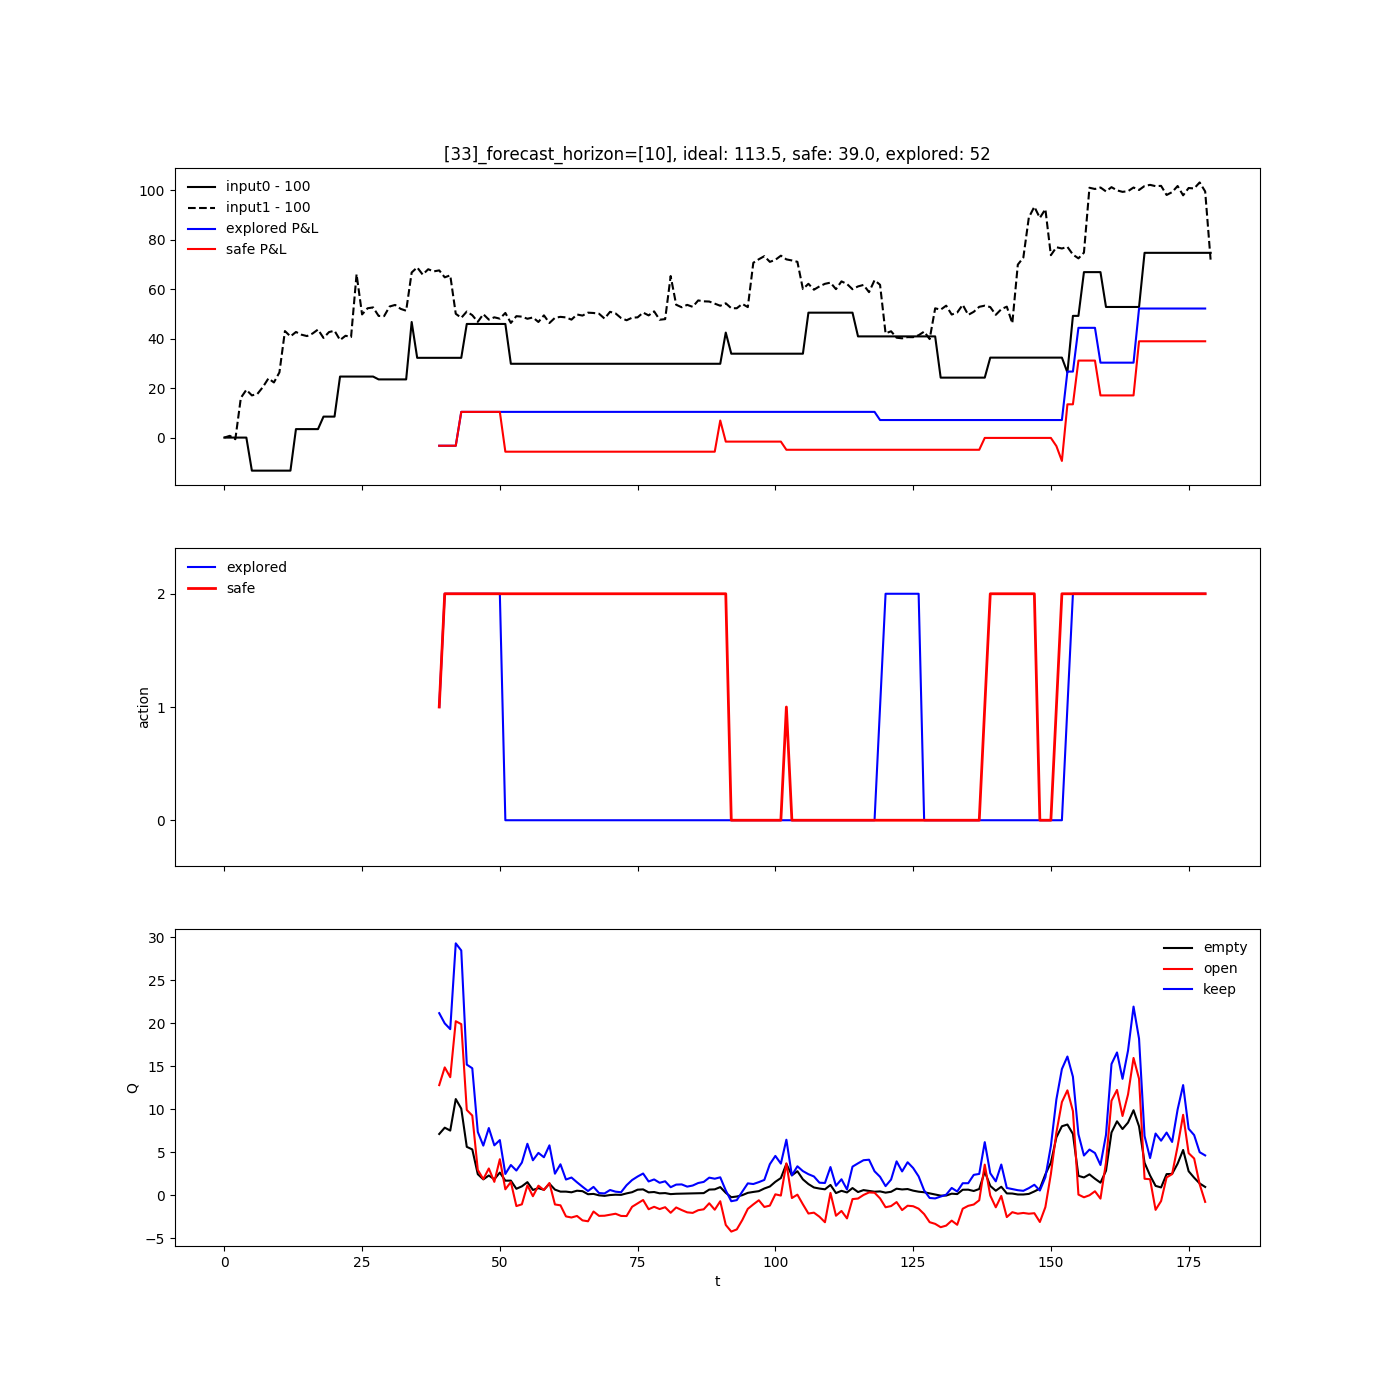 [33]_forecast_horizon=[10], ideal: 113.5, safe: 39.0, explored: 52
input0 - 100
input1 - 100
explored P&L
safe P&L
100
80
60
40
20
0
explored
safe
2
1
0
action
empty
open
keep
30
25
20
15
10
5
0
−5
Q
0 25 50 75 100 125 150 175
t